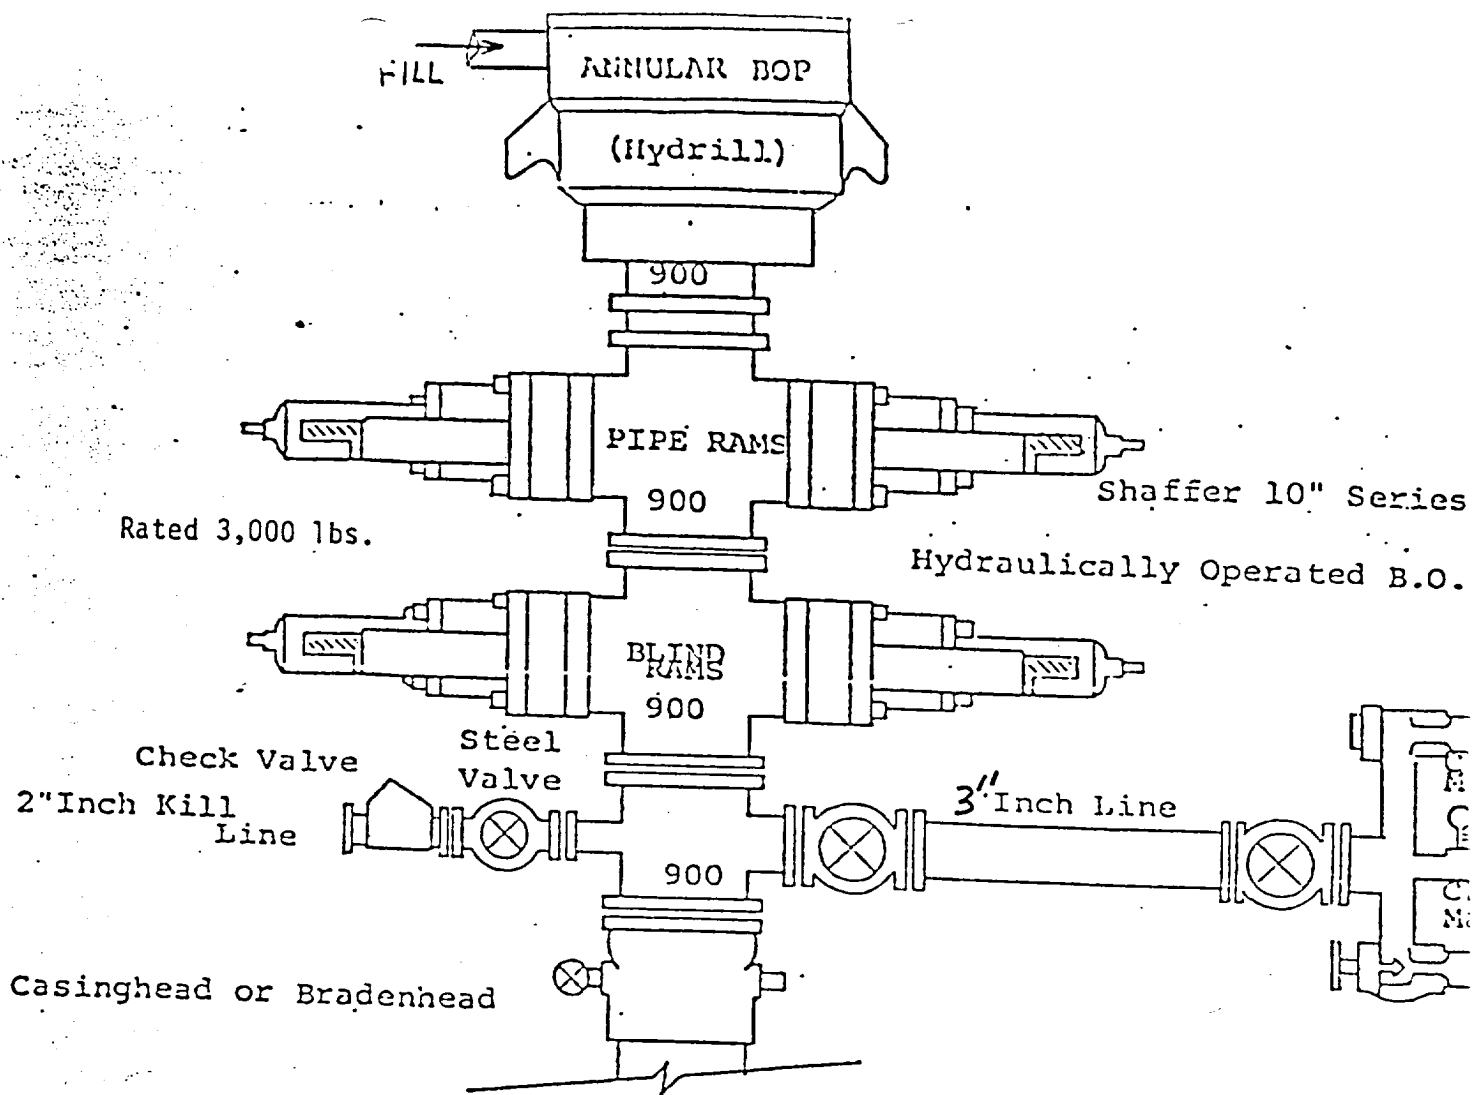 FILL
ANNULAR BOP
(Hydrill)
900
PIPE RAMS
900
Shaffer 10" Series
Rated 3,000 lbs.
Hydraulically Operated B.O.
BLIND
RAMS
900
Steel
Valve
Check Valve
2"Inch Kill
Line
3"Inch Line
900
Casinghead or Bradenhead